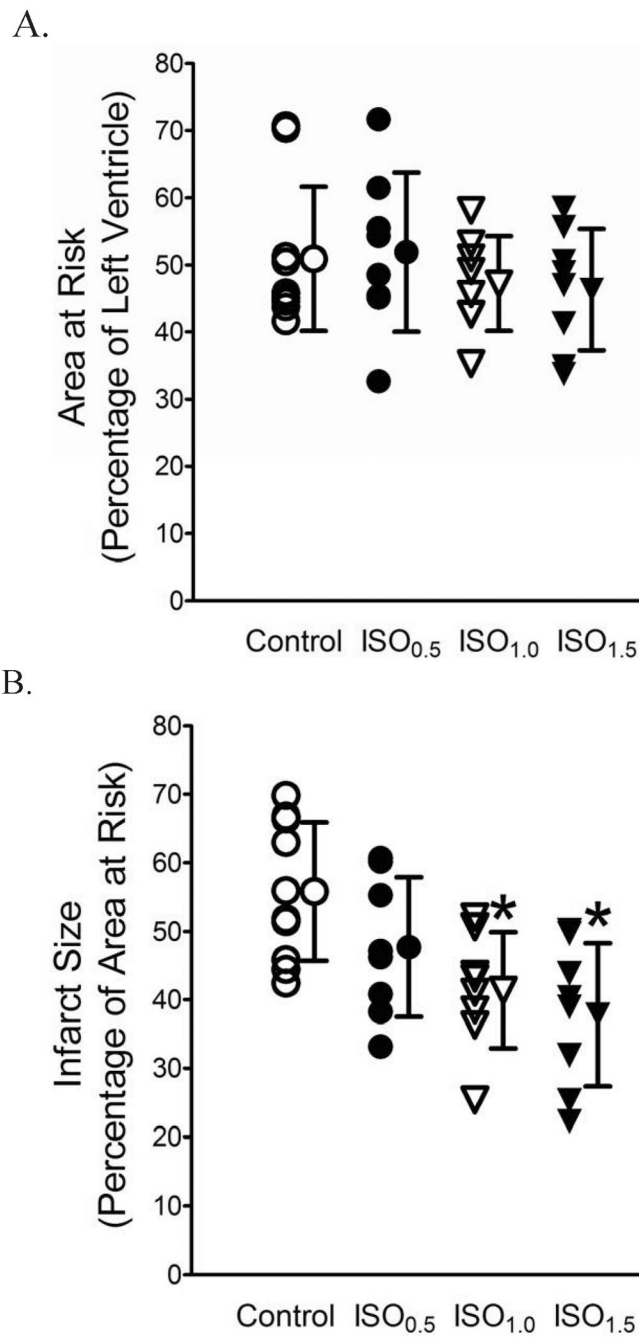 A.
Area at Risk
(Percentage of Left Ventricle)
80
70
60
50
40
30
20
10
0
Control ISO0.5 ISO1.0 ISO1.5
B.
Infarct Size
(Percentage of Area at Risk)
80
70
60
50
40
30
20
10
0
* *
Control ISO0.5 ISO1.0 ISO1.5